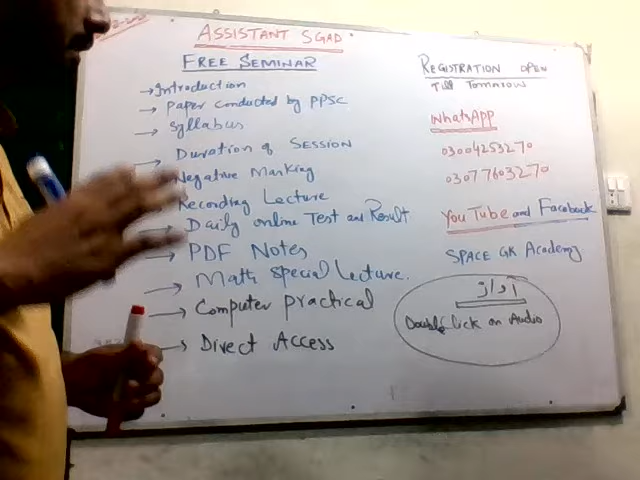 ASSISTANT SGAD
FREE SEMINAR
→ Introduction
→ Paper conducted by PPSC
→ Syllabus
→ Duration of SESSION
Negative Marking
Recording Lecture
→ Daily online Test and Result
→ PDF Notes
→ Math special Lecture.
→ Computer practical
→ Direct Access
REGISTRATION OPEN
Till Tomorrow
WhatsApp
03004253270
03077603270
YouTube and Facebook
SPACE GK Academy
آواز
Double Click on Audio